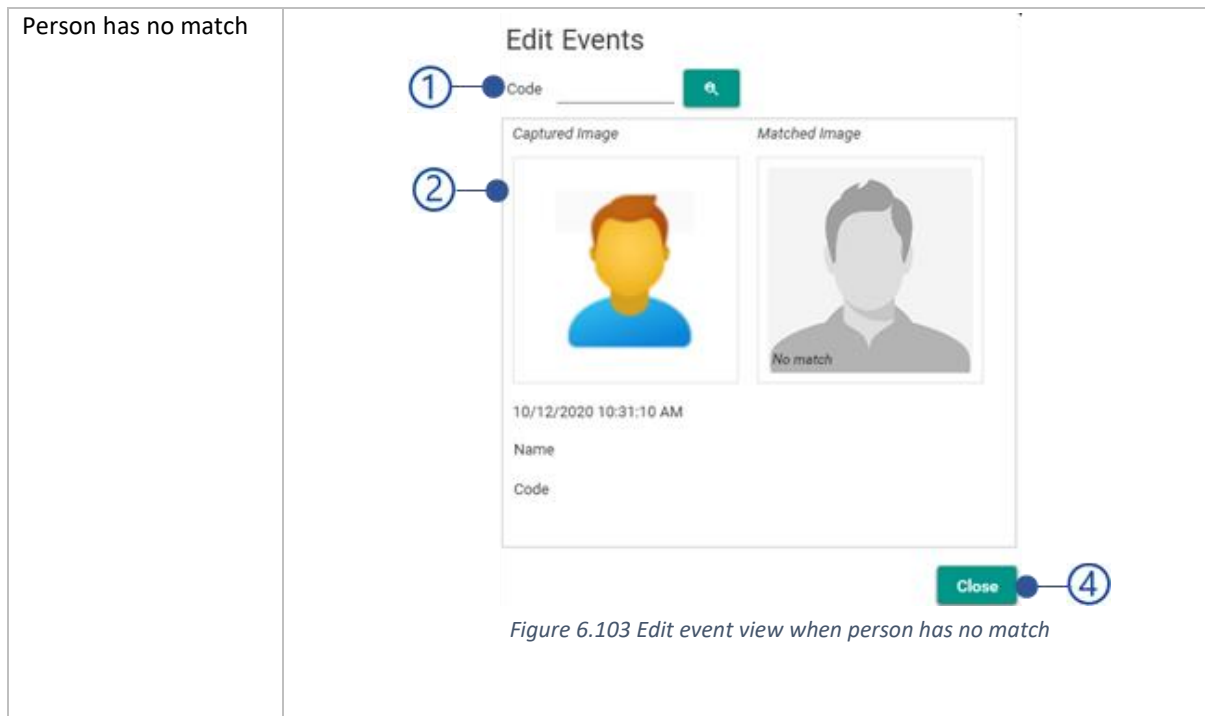 Person has no match
Edit Events
1
Code
Captured Image
Matched Image
2
No match
10/12/2020 10:31:10 AM
Name
Code
Close
4
Figure 6.103 Edit event view when person has no match